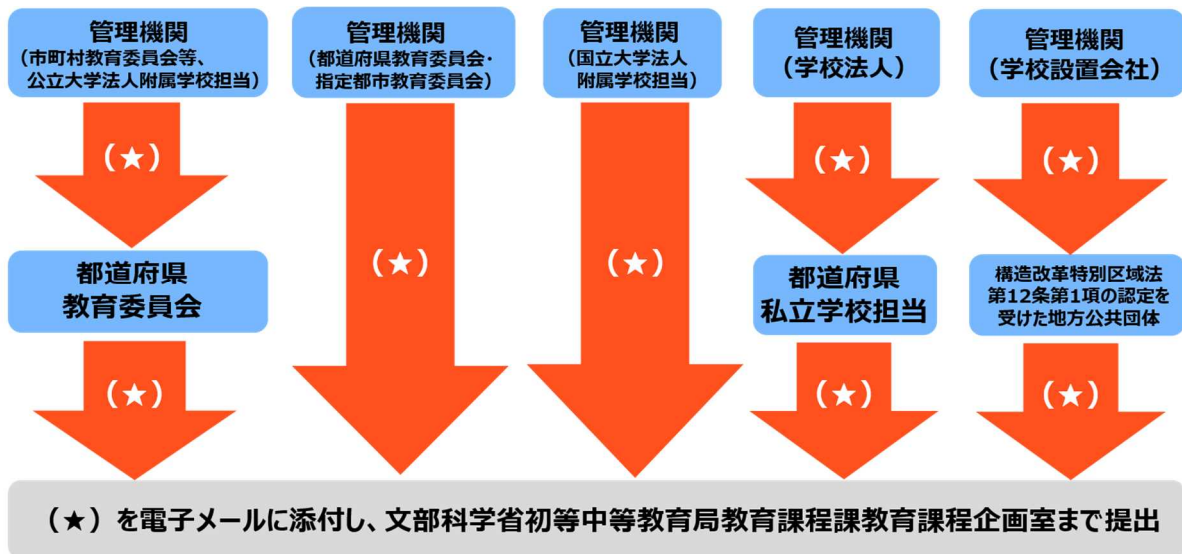 管理機関
(市町村教育委員会等、
公立大学法人附属学校担当)
管理機関
(都道府県教育委員会・
指定都市教育委員会)
管理機関
(国立大学法人
附属学校担当)
管理機関
(学校法人)
管理機関
(学校設置会社)
(★)
(★)
(★)
(★)
(★)
都道府県
教育委員会
都道府県
私立学校担当
構造改革特別区域法
第12条第1項の認定を
受けた地方公共団体
(★)
(★)
(★)
(★)を電子メールに添付し、文部科学省初等中等教育局教育課程課教育課程企画室まで提出